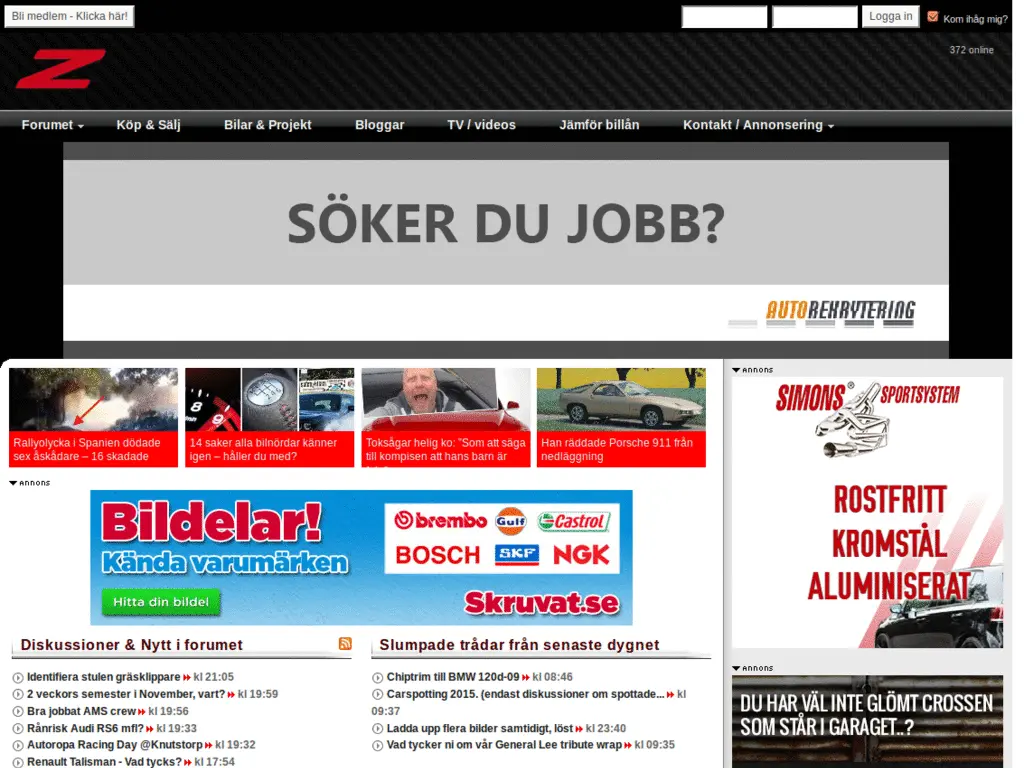 Bli medlem - Klicka här!
Logga in
Kom ihåg mig?
372 online
Z
Forumet
Köp & Sälj
Bilar & Projekt
Bloggar
TV / videos
Jämför billån
Kontakt / Annonsering
SÖKER DU JOBB?
AUTOREKRYTERING
Rallyolycka i Spanien dödade
sex åskådare – 16 skadade
14 saker alla bilnördar känner
igen – håller du med?
Toksågar helig ko: "Som att säga
till kompisen att hans barn är
Han räddade Porsche 911 från
nedläggning
Annons
Bildelar!
Kända varumärken
Hitta din bildel
brembo
Gulf
Castrol
BOSCH
SKF
NGK
Skruvat.se
Diskussioner & Nytt i forumet
Identifiera stulen gräsklippare kl 21:05
2 veckors semester i November, vart? kl 19:59
Bra jobbat AMS crew kl 19:56
Rånrisk Audi RS6 mfl? kl 19:33
Autoropa Racing Day @Knutstorp kl 19:32
Renault Talisman - Vad tycks? kl 17:54
Slumpade trådar från senaste dygnet
Chiptrim till BMW 120d-09 kl 08:46
Carspotting 2015. (endast diskussioner om spottade... kl
09:37
Ladda upp flera bilder samtidigt, löst kl 23:40
Vad tycker ni om vår General Lee tribute wrap kl 09:35
Annons
SIMONS® SPORTSYSTEM
ROSTFRITT
KROMSTÅL
ALUMINISERAT
Annons
DU HAR VÄL INTE GLÖMT CROSSEN
SOM STÅR I GARAGET..?